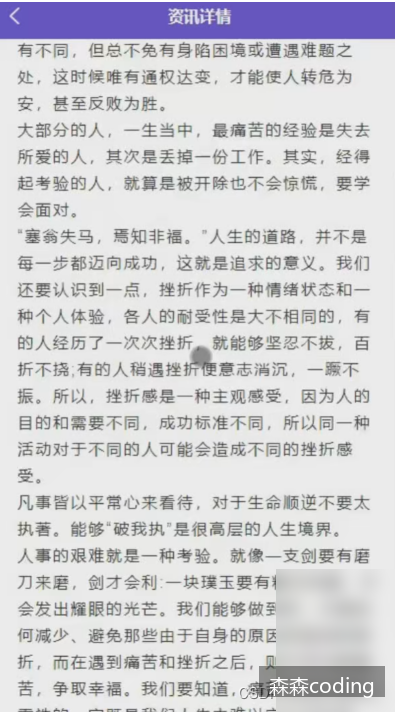 资讯详情
有不同，但总不免有身陷困境或遭遇难题之
处，这时候唯有通权达变，才能使人转危为
安，甚至反败为胜。
大部分的人，一生当中，最痛苦的经验是失去
所爱的人，其次是丢掉一份工作。其实，经得
起考验的人，就算是被开除也不会惊慌，要学
会面对。
“塞翁失马，焉知非福。”人生的道路，并不是
每一步都迈向成功，这就是追求的意义。我们
还要认识到一点，挫折作为一种情绪状态和一
种个人体验，各人的耐受性是大不相同的，有
的人经历了一次次挫折，就能够坚忍不拔，百
折不挠;有的人稍遇挫折便意志消沉，一蹶不
振。所以，挫折感是一种主观感受，因为人的
目的和需要不同，成功标准不同，所以同一种
活动对于不同的人可能会造成不同的挫折感
受。
凡事皆以平常心来看待，对于生命顺逆不要太
执著。能够“破我执”是很高层的人生境界。
人事的艰难就是一种考验。就像一支剑要有磨
刀来磨，剑才会利:一块璞玉要有
会发出耀眼的光芒。我们能够做到
何减少、避免那些由于自身的原因
折，而在遇到痛苦和挫折之后，则
苦，争取幸福。我们要知道，痛
森森coding